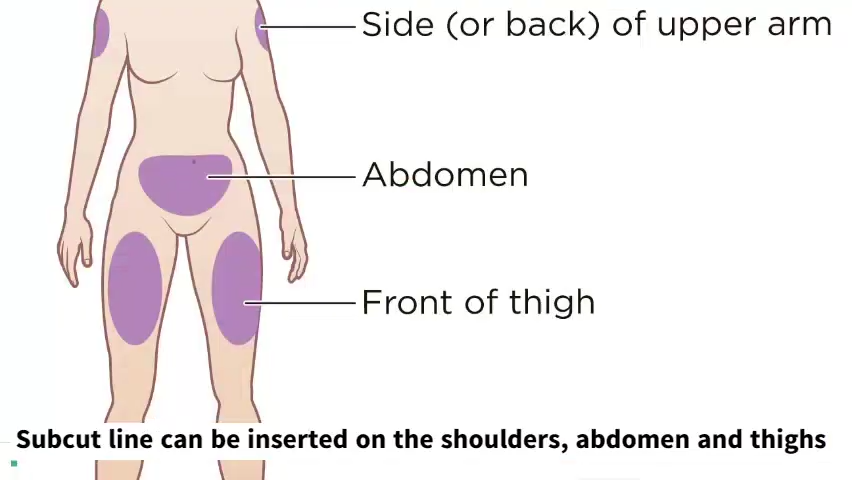 Side (or back) of upper arm
Abdomen
Front of thigh
Subcut line can be inserted on the shoulders, abdomen and thighs